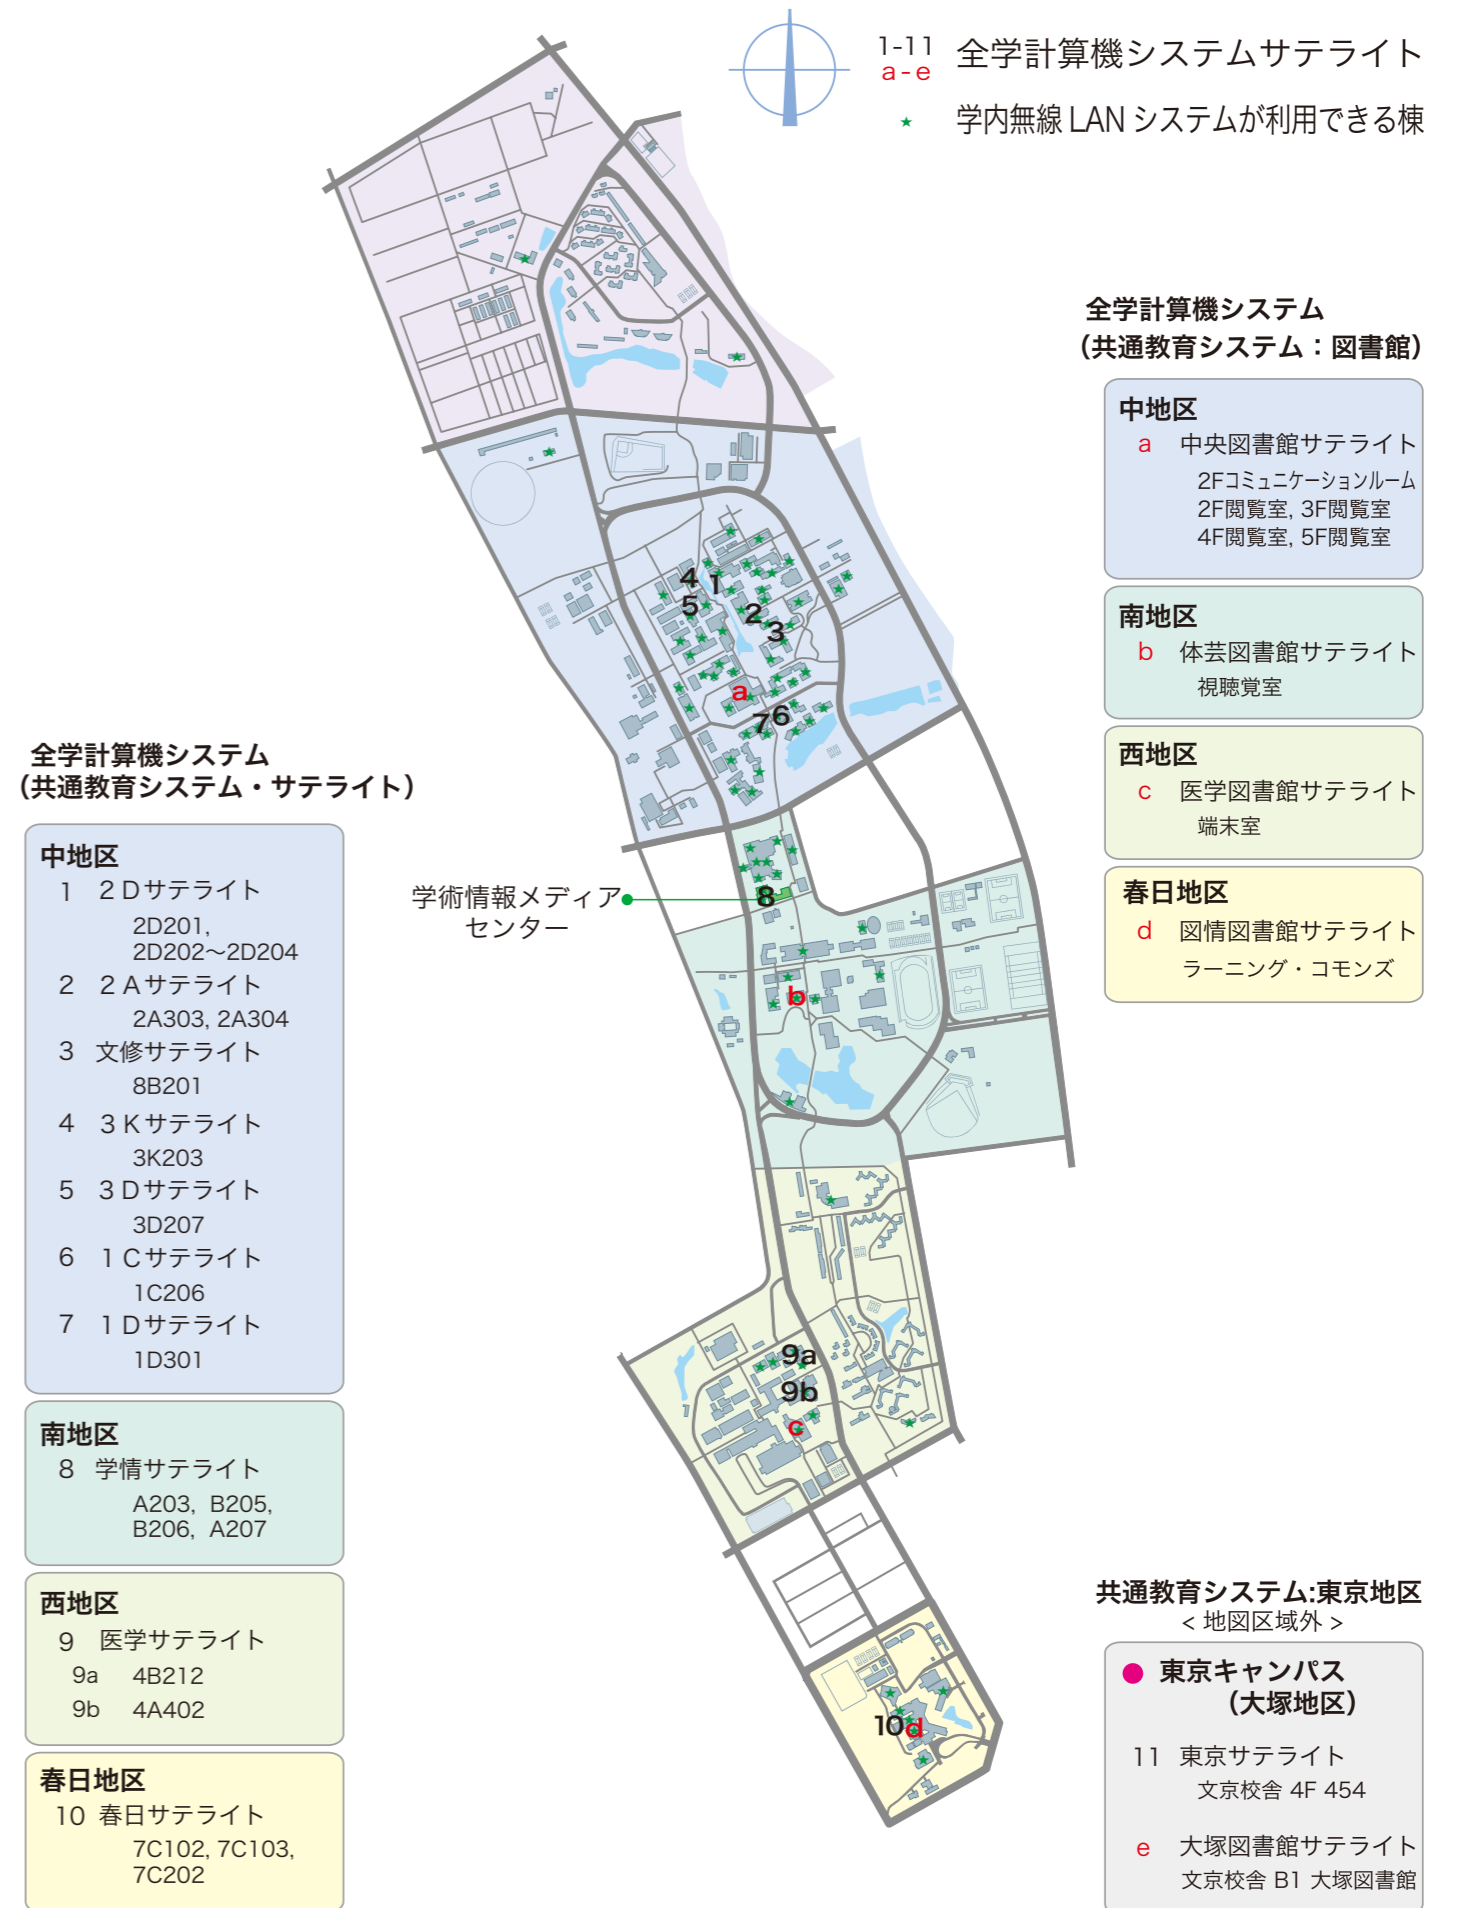 1-11
a-e
全学計算機システムサテライト
学内無線 LAN システムが利用できる棟
全学計算機システム
（共通教育システム：図書館）
中地区
a 中央図書館サテライト
2Fコミュニケーションルーム
2F閲覧室, 3F閲覧室
4F閲覧室, 5F閲覧室
南地区
b 体芸図書館サテライト
視聴覚室
西地区
c 医学図書館サテライト
端末室
春日地区
d 図情図書館サテライト
ラーニング・コモンズ
4
1
5
2
3
a
7
6
学術情報メディア
センター
8
b
9a
9b
c
10
d
全学計算機システム
（共通教育システム・サテライト）
中地区
1 2Dサテライト
2D201,
2D202～2D204
2 2Aサテライト
2A303, 2A304
3 文修サテライト
8B201
4 3Kサテライト
3K203
5 3Dサテライト
3D207
6 1Cサテライト
1C206
7 1Dサテライト
1D301
南地区
8 学情サテライト
A203, B205,
B206, A207
西地区
9 医学サテライト
9a 4B212
9b 4A402
春日地区
10 春日サテライト
7C102, 7C103,
7C202
共通教育システム:東京地区
< 地図区域外 >
東京キャンパス
（大塚地区）
11 東京サテライト
文京校舎 4F 454
e 大塚図書館サテライト
文京校舎 B1 大塚図書館